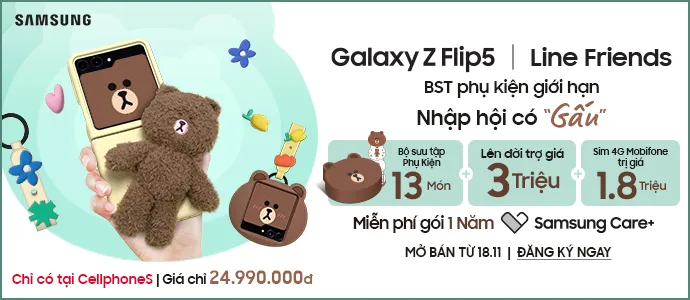 SAMSUNG
Galaxy Z Flip5 | Line Friends
BST phụ kiện giới hạn
Nhập hội có "Gấu"
Bộ sưu tập
Phụ Kiện
13 Món
+
Lên đời trợ giá
3 Triệu
+
Sim 4G Mobifone
trị giá
1.8 Triệu
Miễn phí gói 1 Năm Samsung Care+
MỞ BÁN TỪ 18.11 | ĐĂNG KÝ NGAY
Chỉ có tại CellphoneS | Giá chỉ 24.990.000đ